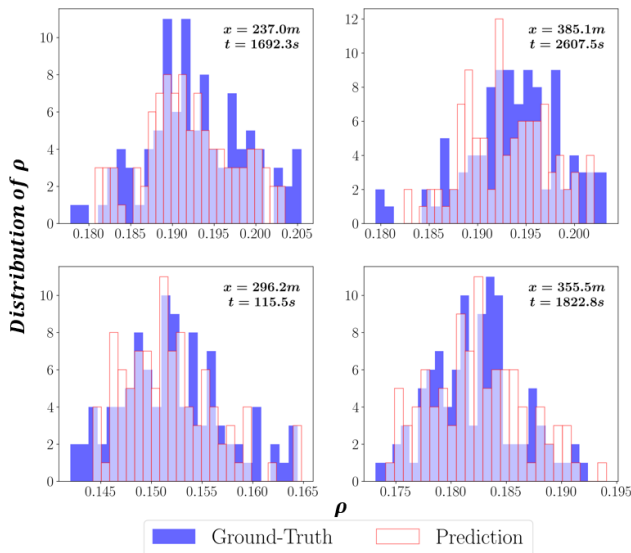 x = 237.0m
t = 1692.3s
10
8
6
4
2
0
0.180 0.185 0.190 0.195 0.200 0.205
x = 385.1m
t = 2607.5s
12
10
8
6
4
2
0
0.180 0.185 0.190 0.195 0.200
Distribution of ρ
x = 296.2m
t = 115.5s
10
8
6
4
2
0
0.145 0.150 0.155 0.160 0.165
x = 355.5m
t = 1822.8s
10
8
6
4
2
0
0.175 0.180 0.185 0.190 0.195
ρ
Ground-Truth Prediction